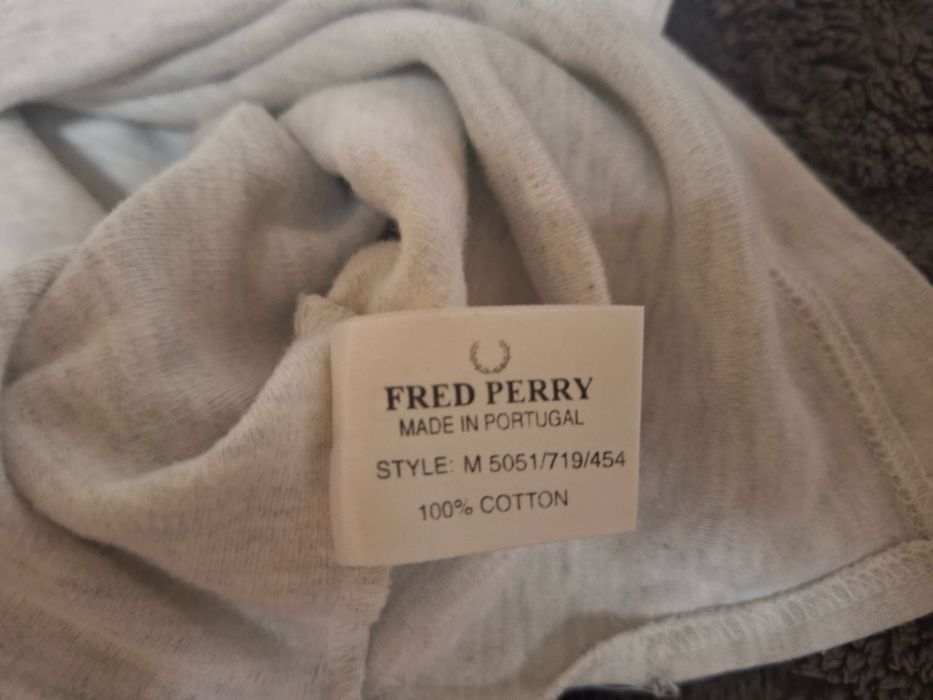 FRED PERRY
MADE IN PORTUGAL
STYLE: M 5051/719/454
100% COTTON